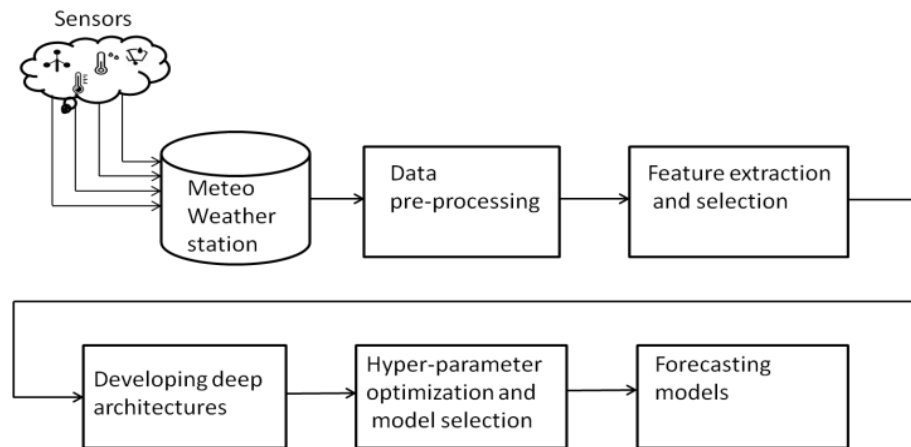 Sensors
Meteo
Weather
station
Data
pre-processing
Feature extraction
and selection
Developing deep
architectures
Hyper-parameter
optimization and
model selection
Forecasting
models